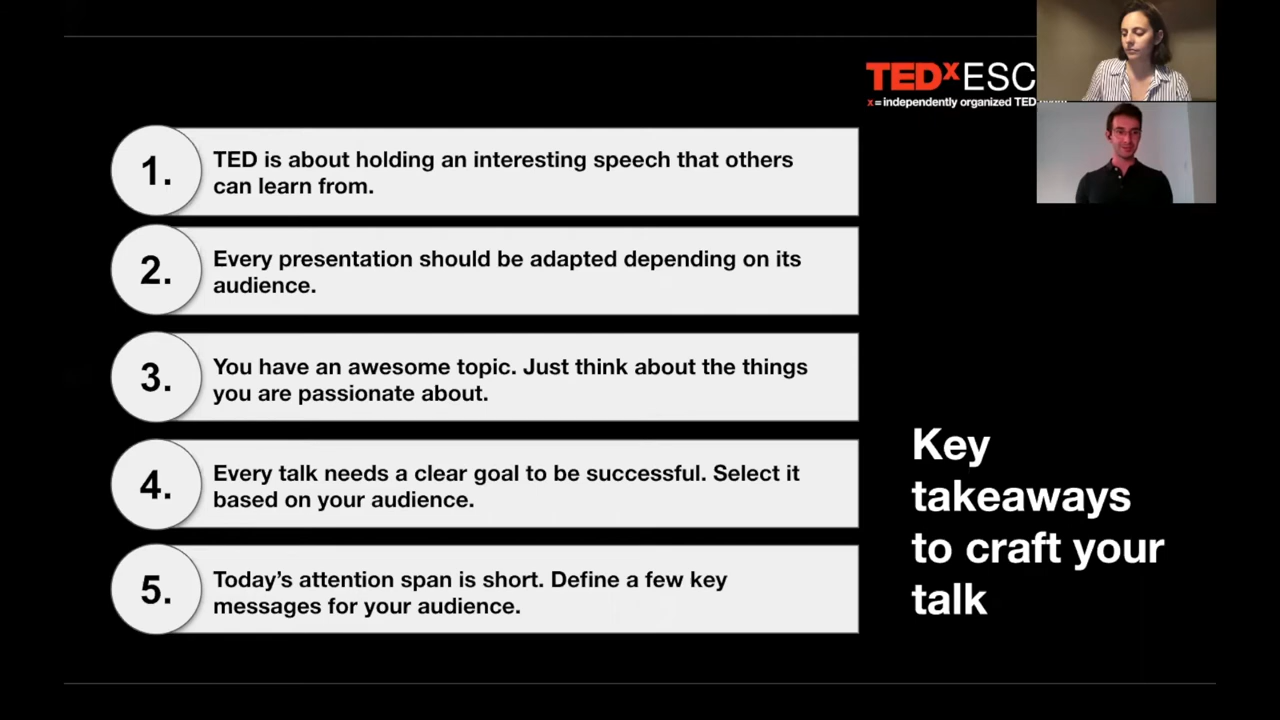 TEDxESC
x = independently organized TED
1.
TED is about holding an interesting speech that others
can learn from.
2.
Every presentation should be adapted depending on its
audience.
3.
You have an awesome topic. Just think about the things
you are passionate about.
4.
Every talk needs a clear goal to be successful. Select it
based on your audience.
5.
Today’s attention span is short. Define a few key
messages for your audience.
Key
takeaways
to craft your
talk